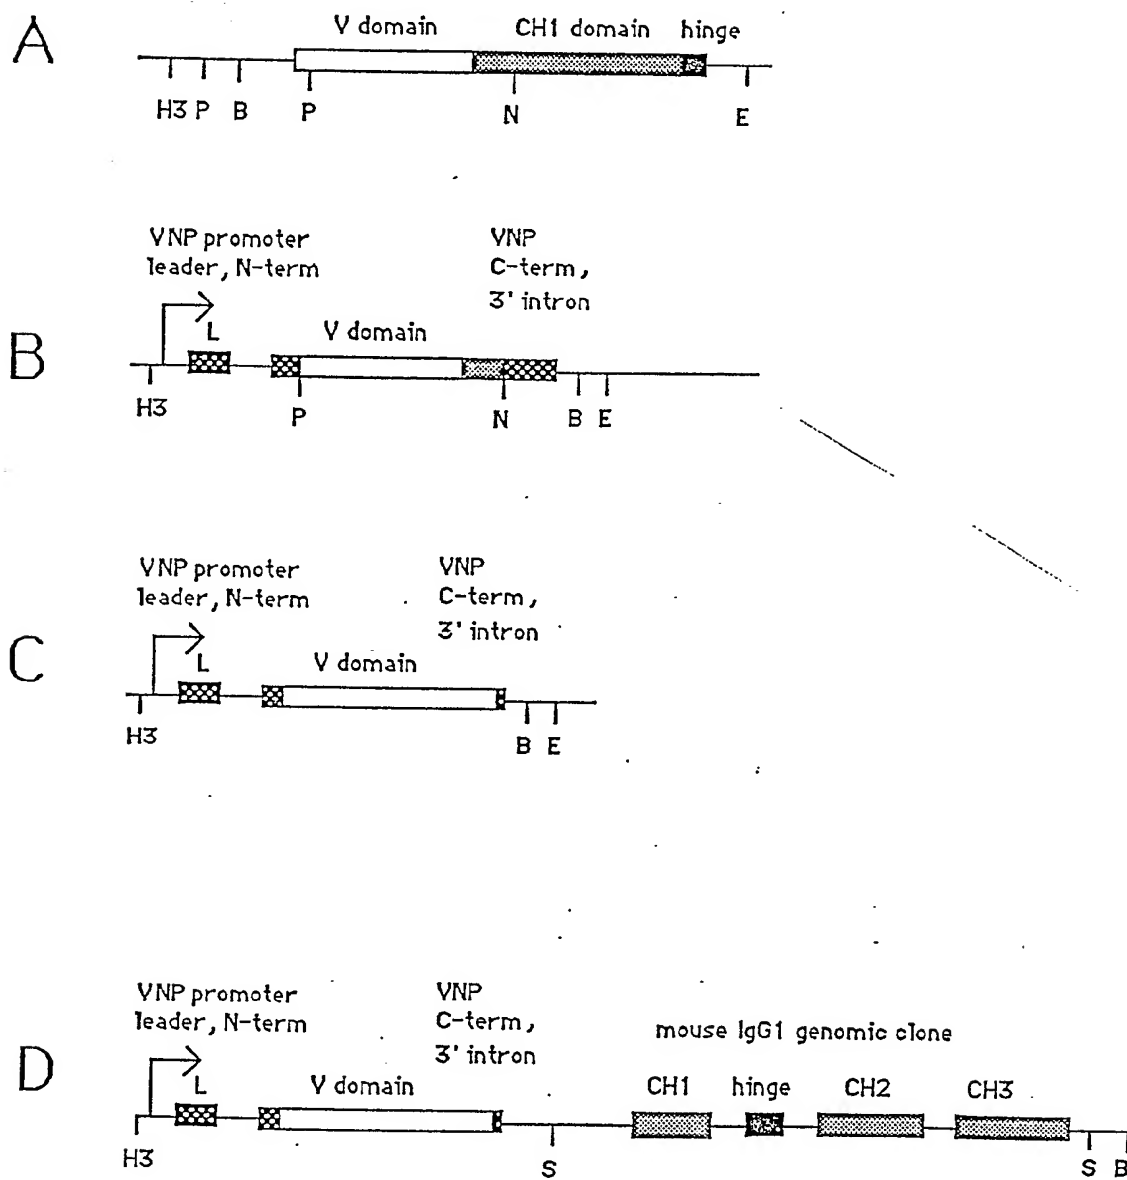 A
V domain
CH1 domain
hinge
H3 P B P N E
B
VNP promoter
leader, N-term
VNP
C-term,
3' intron
L
V domain
H3 P N B E
C
VNP promoter
leader, N-term
VNP
C-term,
3' intron
L
V domain
H3 B E
D
VNP promoter
leader, N-term
VNP
C-term,
3' intron
mouse IgG1 genomic clone
L
V domain
CH1
hinge
CH2
CH3
H3 S S B